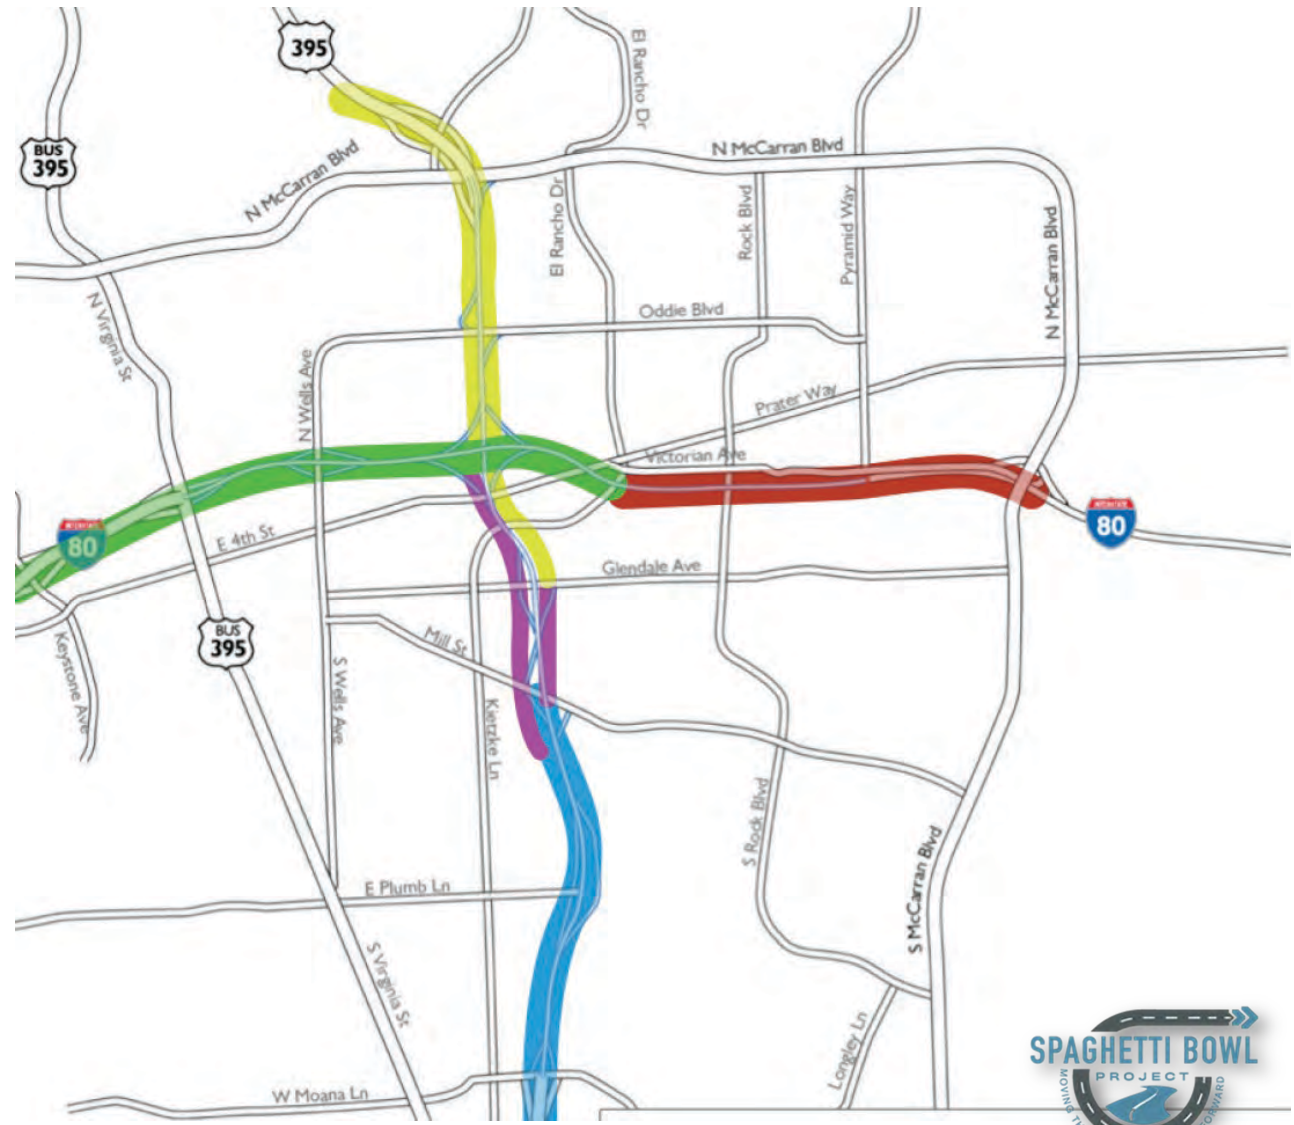 395
El Rancho Dr
BUS
395
N McCarran Blvd
N McCarran Blvd
El Rancho Dr
Rock Blvd
Pyramid Way
N McCarran Blvd
N Virginia St
Oddie Blvd
N Wells Ave
Prater Way
Victorian Ave
INTERSTATE
80
E 4th St
INTERSTATE
80
Glendale Ave
BUS
395
Mill St
Keystone Ave
S Wells Ave
Kietzke Ln
S Rock Blvd
S McCarran Blvd
E Plumb Ln
S Virginia St
Longley Ln
W Moana Ln
SPAGHETTI BOWL
PROJECT
MOVING